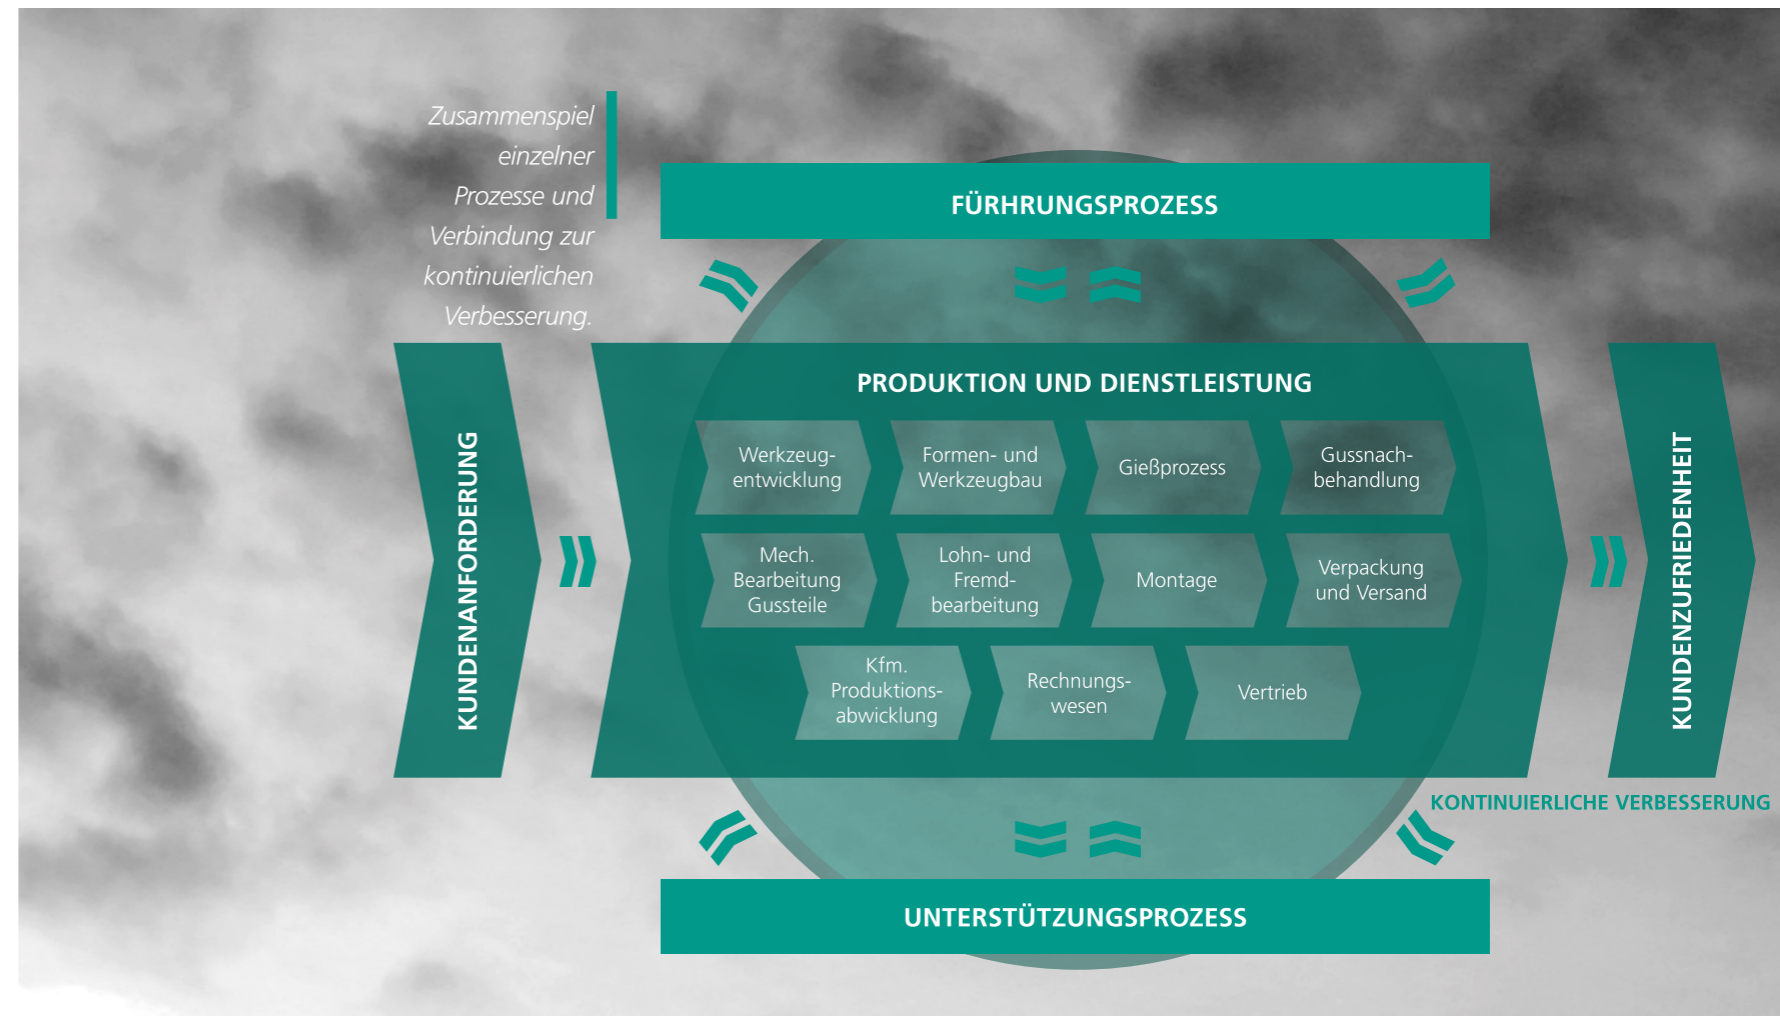 Zusammenspiel
einzelner
Prozesse und
Verbindung zur
kontinuierlichen
Verbesserung.
FÜRHRUNGSPROZESS
KUNDENANFORDERUNG
PRODUKTION UND DIENSTLEISTUNG
Werkzeug-
entwicklung
Formen- und
Werkzeugbau
Gießprozess
Gussnach-
behandlung
Mech.
Bearbeitung
Gussteile
Lohn- und
Fremd-
bearbeitung
Montage
Verpackung
und Versand
Kfm.
Produktions-
abwicklung
Rechnungs-
wesen
Vertrieb
KUNDENZUFRIEDENHEIT
KONTINUIERLICHE VERBESSERUNG
UNTERSTÜTZUNGSPROZESS